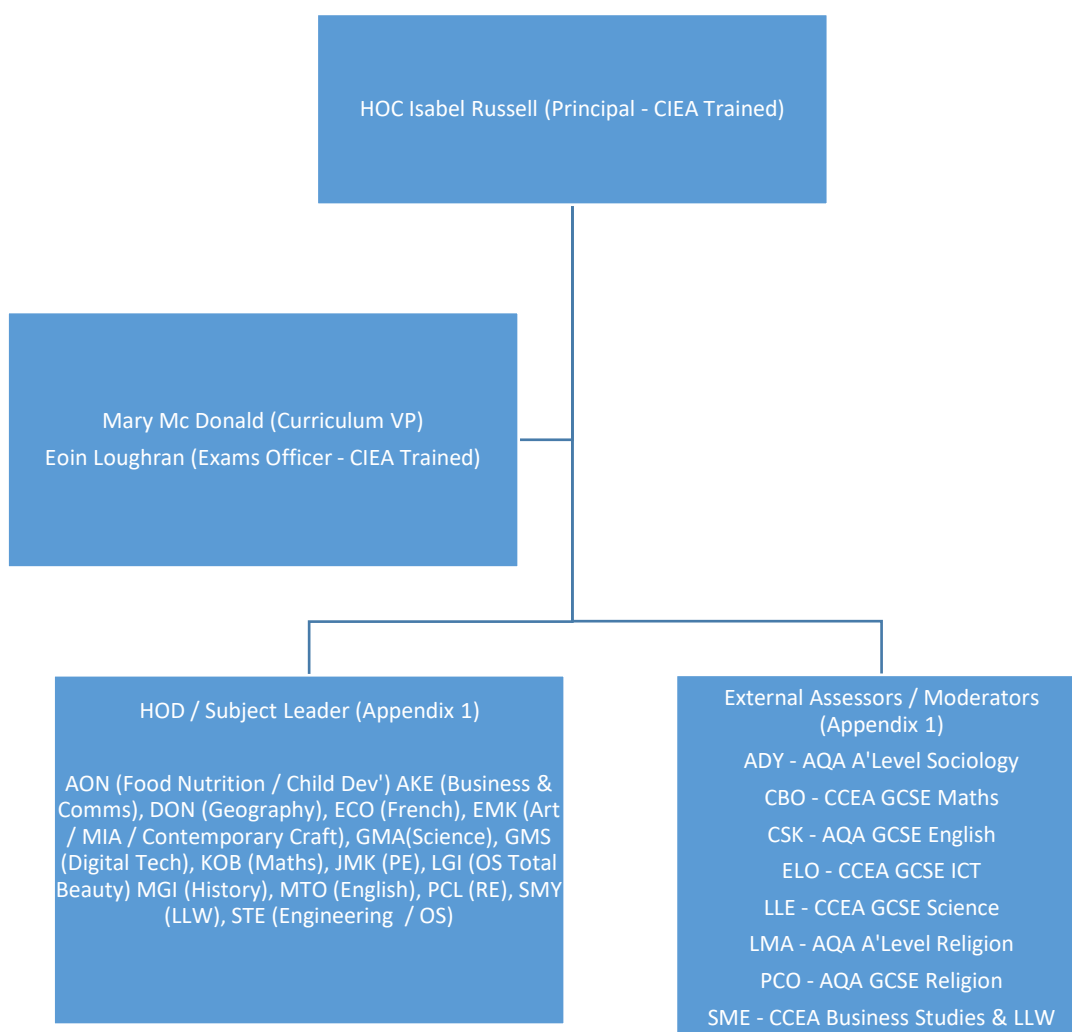 HOC Isabel Russell (Principal - CIEA Trained)
Mary Mc Donald (Curriculum VP)
Eoin Loughran (Exams Officer - CIEA Trained)
HOD / Subject Leader (Appendix 1)
AON (Food Nutrition / Child Dev') AKE (Business &
Comms), DON (Geography), ECO (French), EMK (Art
/ MIA / Contemporary Craft), GMA(Science), GMS
(Digital Tech), KOB (Maths), JMK (PE), LGI (OS Total
Beauty) MGI (History), MTO (English), PCL (RE), SMY
(LLW), STE (Engineering  / OS)
External Assessors / Moderators
(Appendix 1)
ADY - AQA A'Level Sociology
CBO - CCEA GCSE Maths
CSK - AQA GCSE English
ELO - CCEA GCSE ICT
LLE - CCEA GCSE Science
LMA - AQA A'Level Religion
PCO - AQA GCSE Religion
SME - CCEA Business Studies & LLW